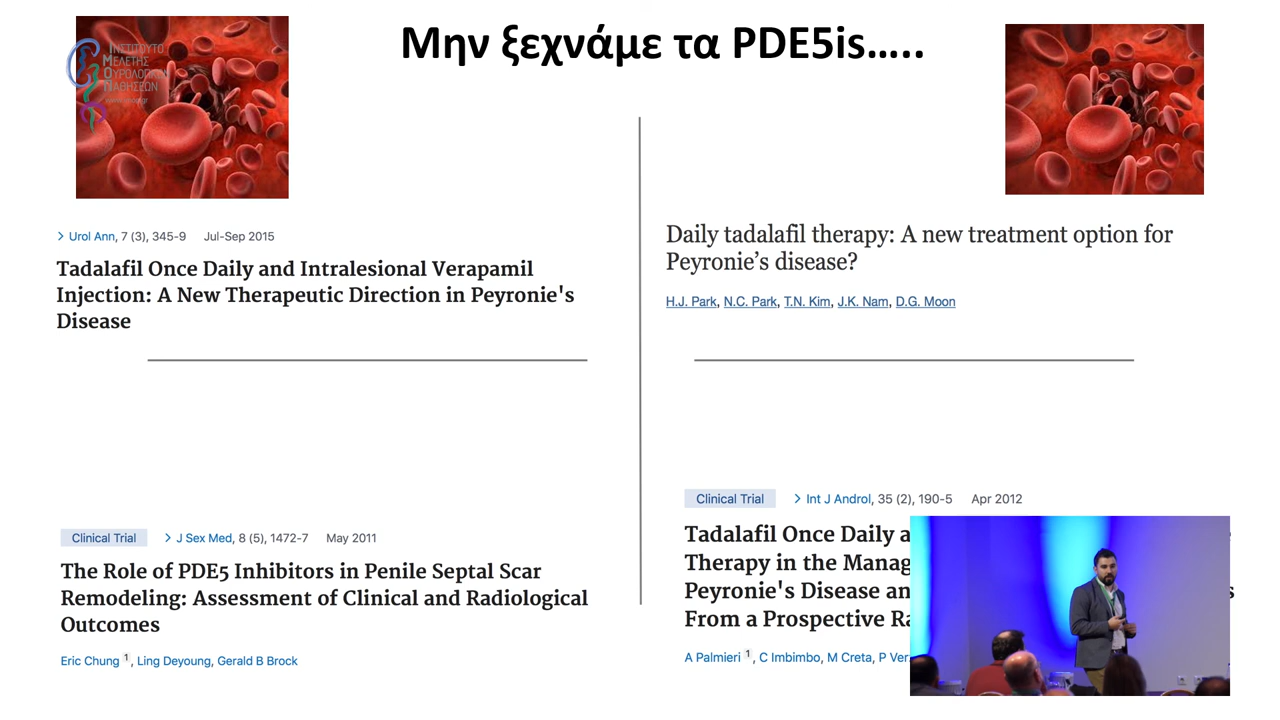 Μην ξεχνάμε τα PDE5is…..
ΙΝΣΤΙΤΟΥΤΟ
ΜΕΛΕΤΗΣ
ΟΥΡΟΛΟΓΙΚΩΝ
ΠΑΘΗΣΕΩΝ
> Urol Ann, 7 (3), 345-9 Jul-Sep 2015
Tadalafil Once Daily and Intralesional Verapamil
Injection: A New Therapeutic Direction in Peyronie's
Disease
Daily tadalafil therapy: A new treatment option for
Peyronie’s disease?
H.J. Park, N.C. Park, T.N. Kim, J.K. Nam, D.G. Moon
Clinical Trial > J Sex Med, 8 (5), 1472-7 May 2011
The Role of PDE5 Inhibitors in Penile Septal Scar
Remodeling: Assessment of Clinical and Radiological
Outcomes
Eric Chung 1, Ling Deyoung, Gerald B Brock
Clinical Trial > Int J Androl, 35 (2), 190-5 Apr 2012
Tadalafil Once Daily a
Therapy in the Manag
Peyronie's Disease an
From a Prospective Ra
A Palmieri 1, C Imbimbo, M Creta, P Ver